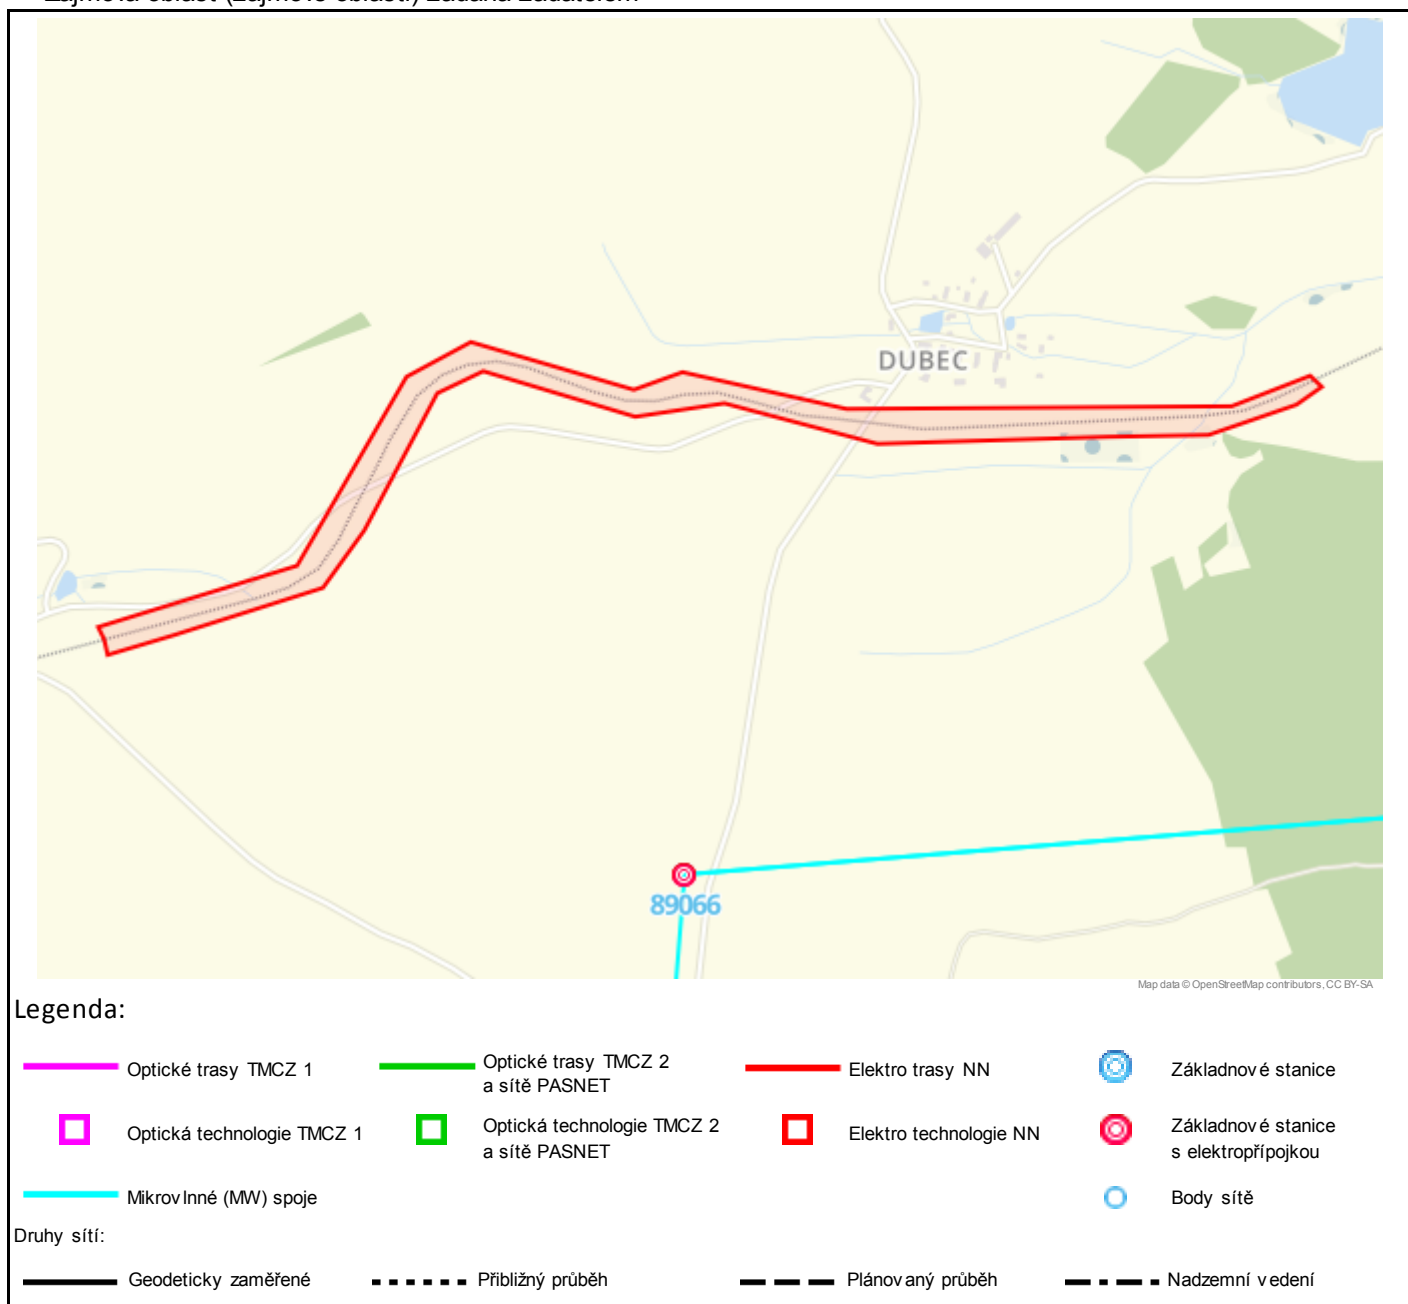 DUBEC
89066
Map data © OpenStreetMap contributors, CC BY-SA
Legenda:
Optické trasy TMCZ 1
Optické trasy TMCZ 2
a sítě PASNET
Elektro trasy NN
Základnové stanice
Optická technologie TMCZ 1
Optická technologie TMCZ 2
a sítě PASNET
Elektro technologie NN
Základnové stanice
s elektropřípojkou
Mikrovlnné (MW) spoje
Body sítě
Druhy sítí:
Geodeticky zaměřené
Přibližný průběh
Plánovaný průběh
Nadzemní vedení